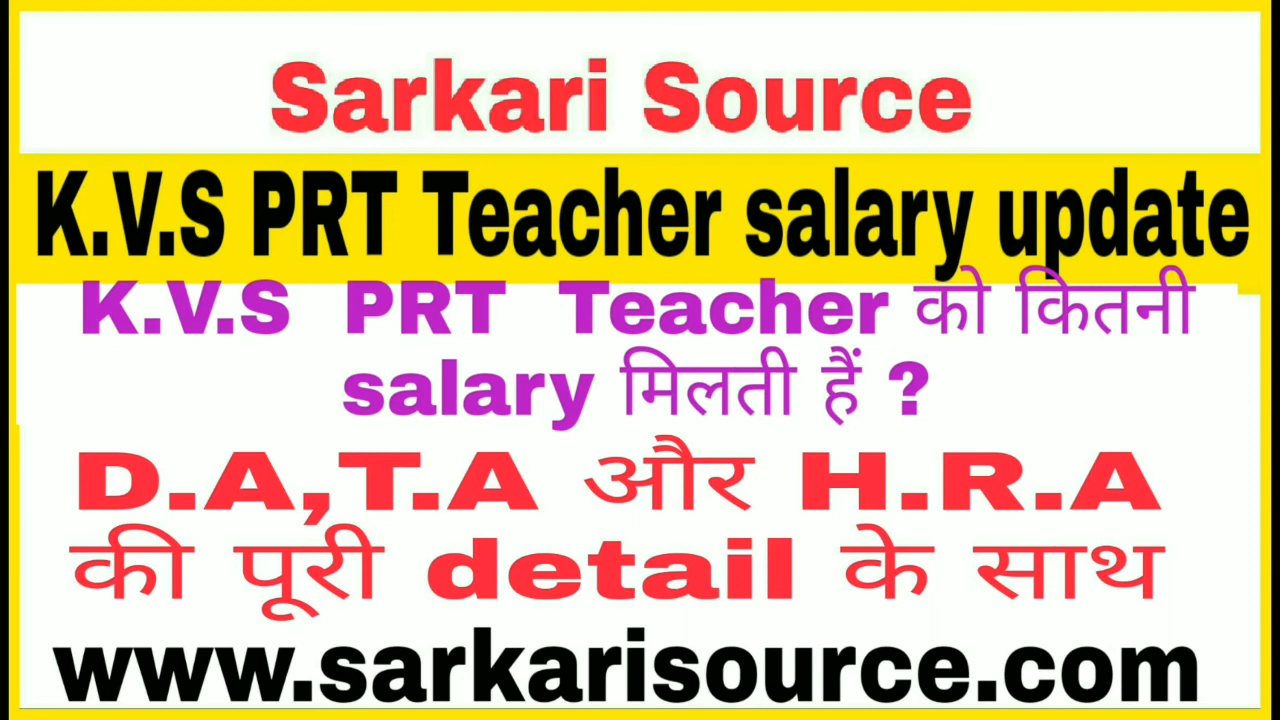 Sarkari Source
K.V.S PRT Teacher salary update
K.V.S PRT Teacher को कितनी
salary मिलती हैं ?
D.A,T.A और H.R.A
की पूरी detail के साथ
www.sarkarisource.com